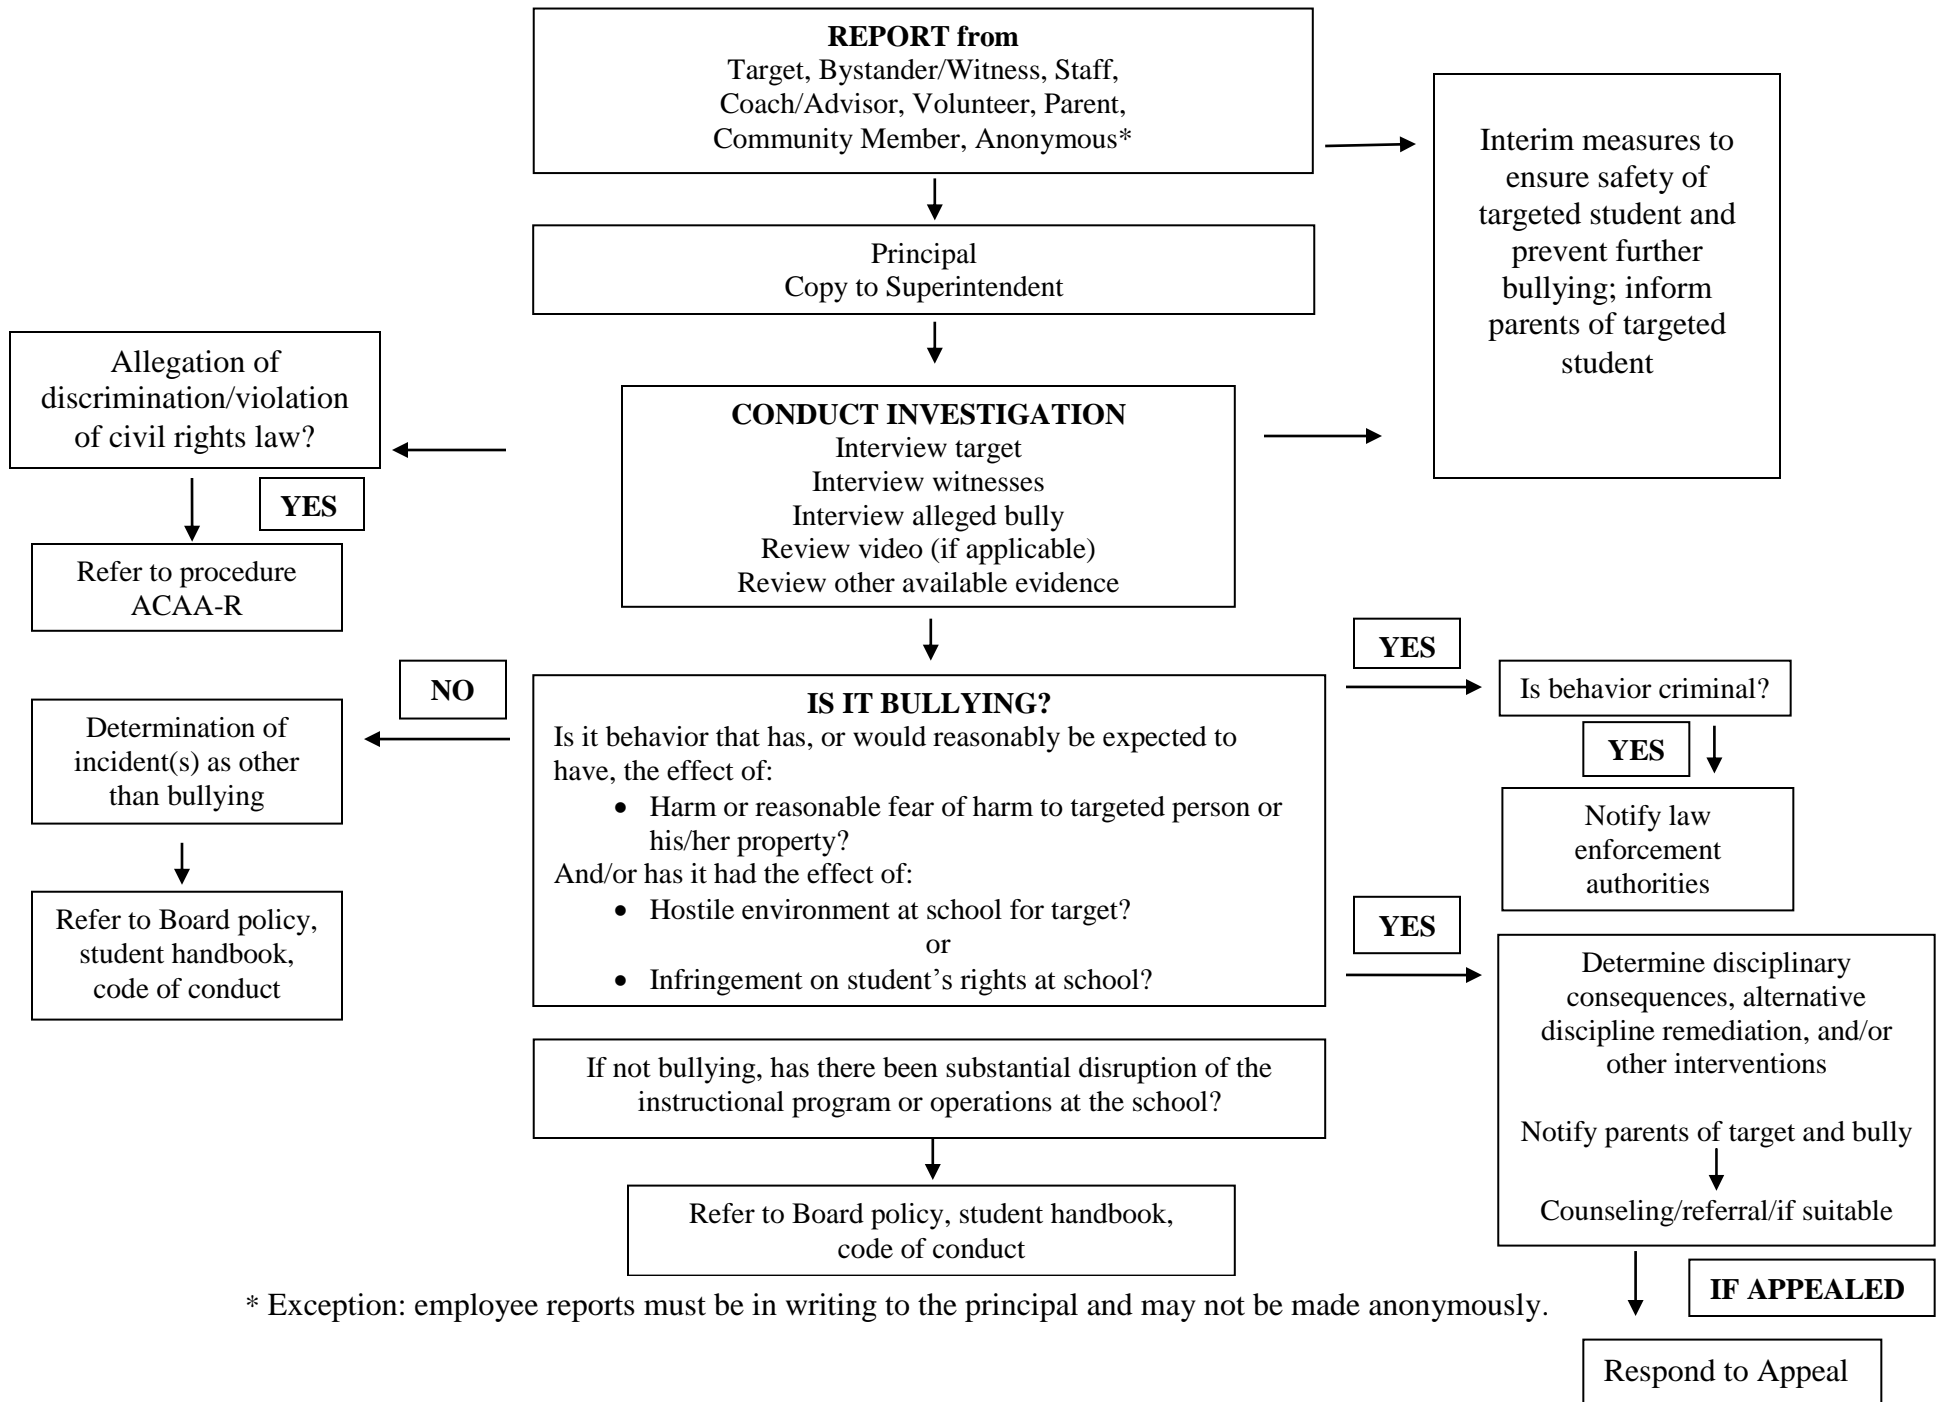 REPORT from
Target, Bystander/Witness, Staff,
Coach/Advisor, Volunteer, Parent,
Community Member, Anonymous*
Interim measures to
ensure safety of
targeted student and
prevent further
bullying; inform
parents of targeted
student
Principal
Copy to Superintendent
Allegation of
discrimination/violation
of civil rights law?
YES
Refer to procedure
ACAA-R
CONDUCT INVESTIGATION
Interview target
Interview witnesses
Interview alleged bully
Review video (if applicable)
Review other available evidence
NO
Determination of
incident(s) as other
than bullying
Refer to Board policy,
student handbook,
code of conduct
IS IT BULLYING?
Is it behavior that has, or would reasonably be expected to
have, the effect of:
• Harm or reasonable fear of harm to targeted person or
his/her property?
And/or has it had the effect of:
• Hostile environment at school for target?
or
• Infringement on student’s rights at school?
YES
Is behavior criminal?
YES
Notify law
enforcement
authorities
YES
Determine disciplinary
consequences, alternative
discipline remediation, and/or
other interventions
Notify parents of target and bully
Counseling/referral/if suitable
If not bullying, has there been substantial disruption of the
instructional program or operations at the school?
Refer to Board policy, student handbook,
code of conduct
IF APPEALED
* Exception: employee reports must be in writing to the principal and may not be made anonymously.
Respond to Appeal